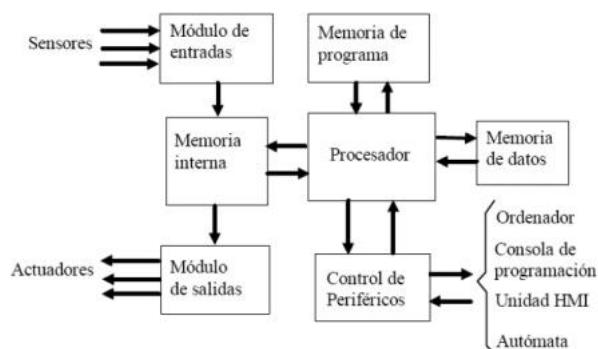 Sensores
Módulo de
entradas
Memoria de
programa
Memoria
interna
Procesador
Memoria
de datos
Actuadores
Módulo
de salidas
Control de
Periféricos
Ordenador
Consola de
programación
Unidad HMI
Autómata